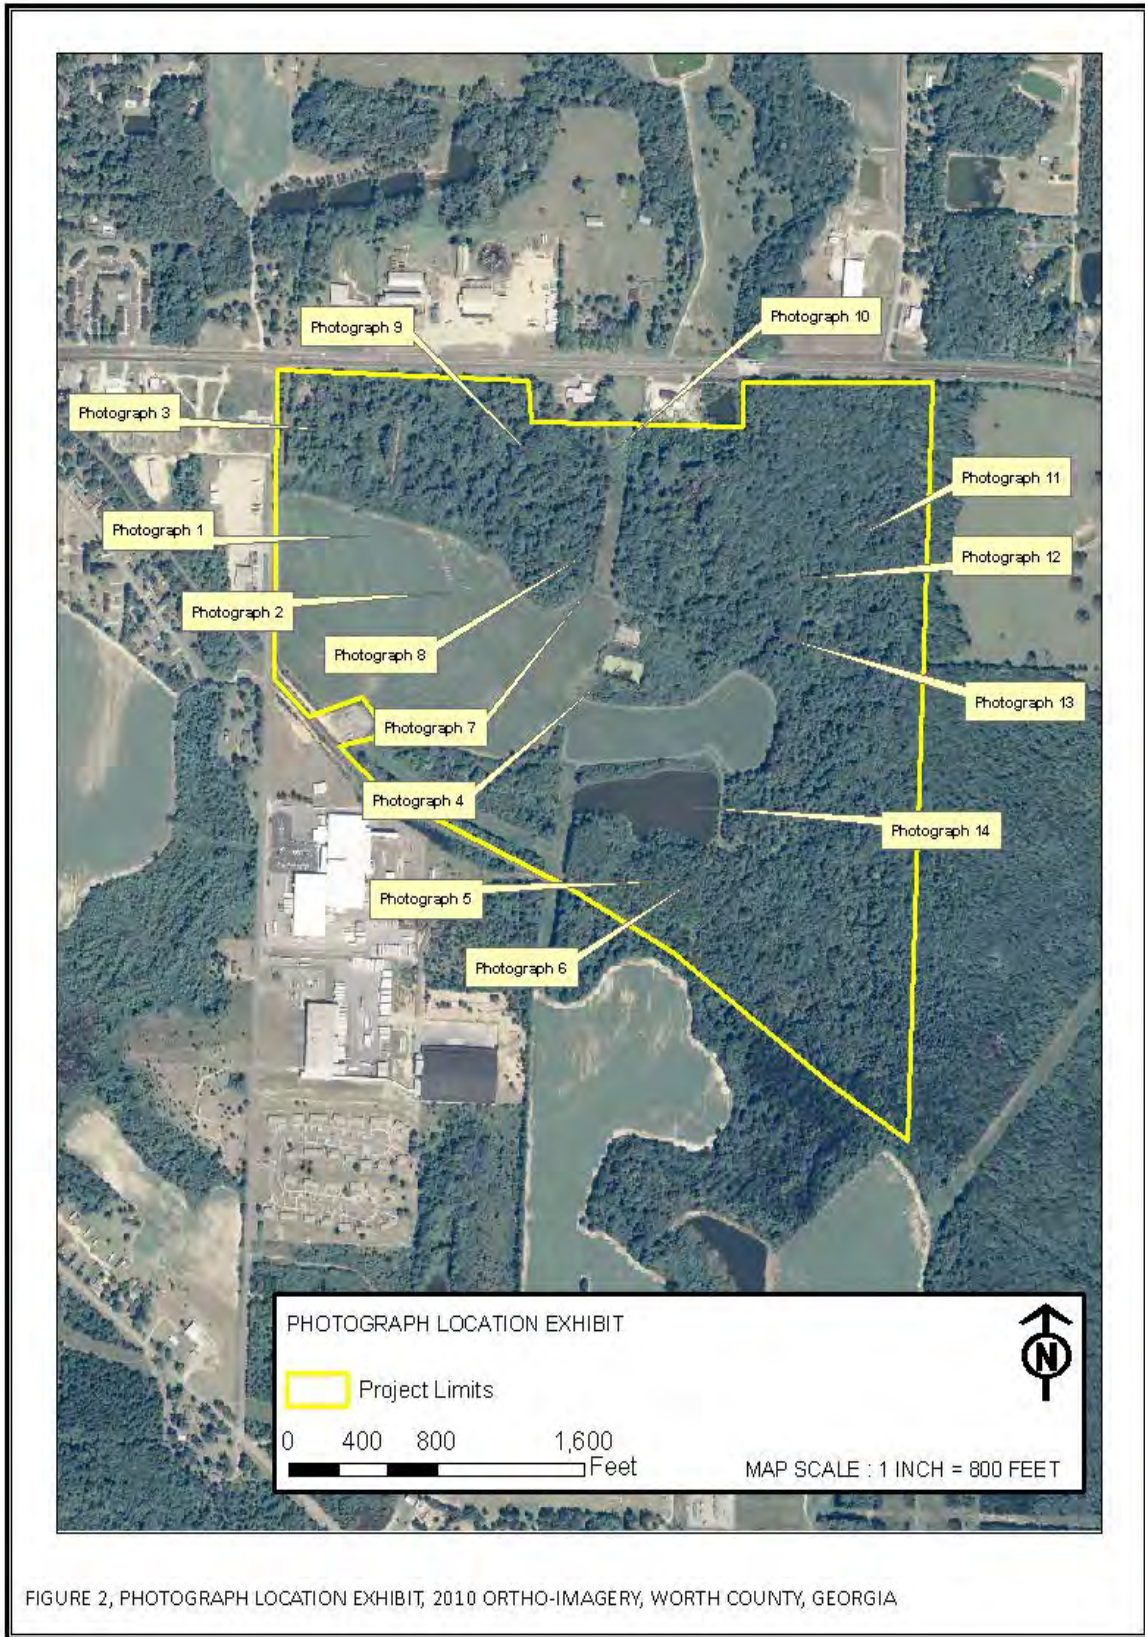 Photograph 9
Photograph 10
Photograph 3
Photograph 11
Photograph 1
Photograph 12
Photograph 2
Photograph 8
Photograph 13
Photograph 7
Photograph 4
Photograph 14
Photograph 5
Photograph 6
PHOTOGRAPH LOCATION EXHIBIT
N
Project Limits
0 400 800 1,600
Feet
MAP SCALE : 1 INCH = 800 FEET
FIGURE 2, PHOTOGRAPH LOCATION EXHIBIT, 2010 ORTHO-IMAGERY, WORTH COUNTY, GEORGIA